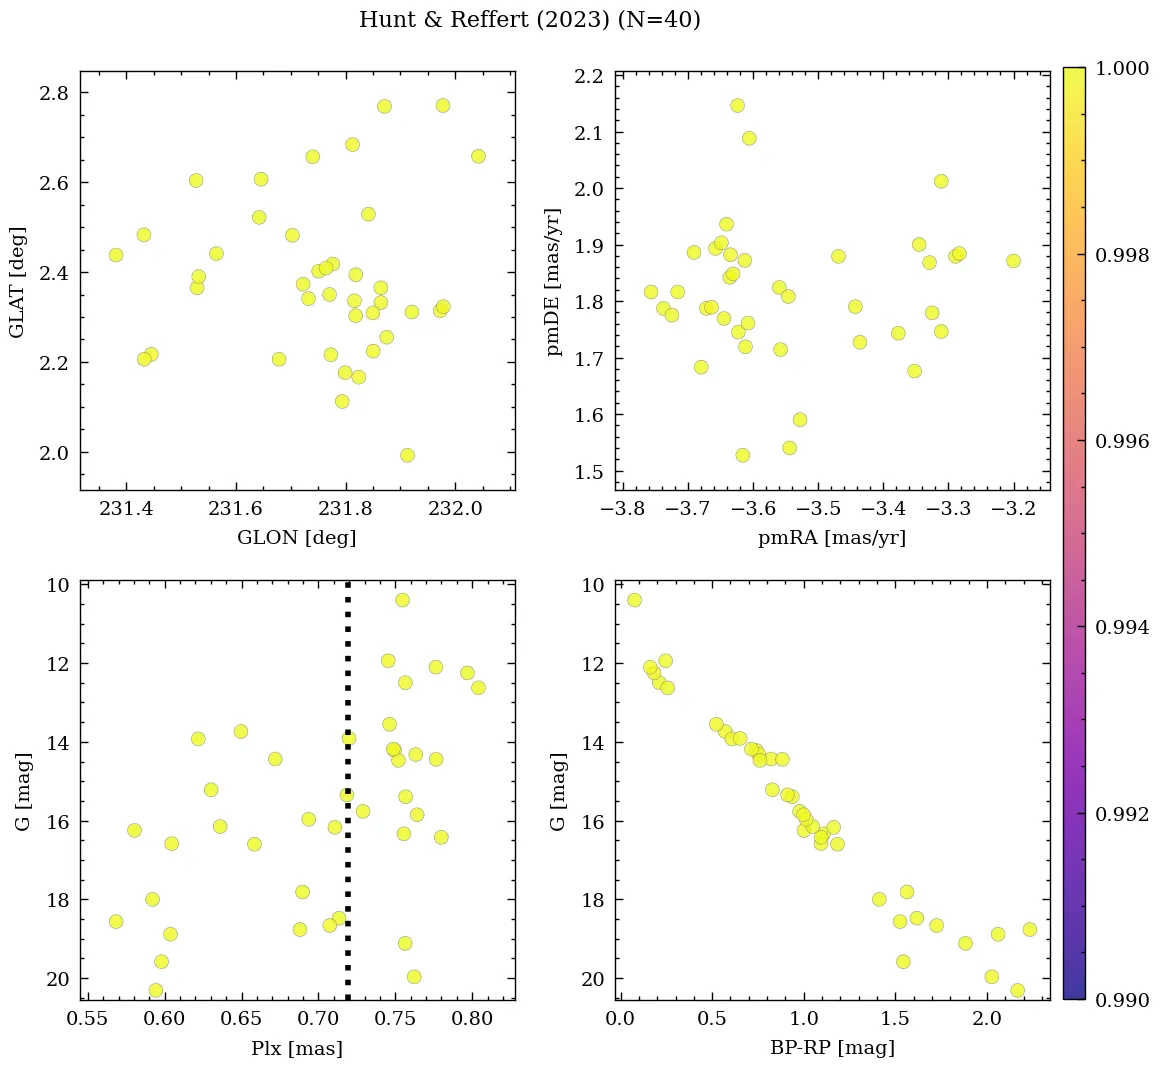 Hunt & Reffert (2023) (N=40)
2.8
2.6
2.4
2.2
2.0
GLAT [deg]
231.4 231.6 231.8 232.0
GLON [deg]
2.2
2.1
2.0
1.9
1.8
1.7
1.6
1.5
pmDE [mas/yr]
−3.8 −3.7 −3.6 −3.5 −3.4 −3.3 −3.2
pmRA [mas/yr]
10
12
14
16
18
20
G [mag]
0.55 0.60 0.65 0.70 0.75 0.80
Plx [mas]
10
12
14
16
18
20
G [mag]
0.0 0.5 1.0 1.5 2.0
BP-RP [mag]
1.000
0.998
0.996
0.994
0.992
0.990